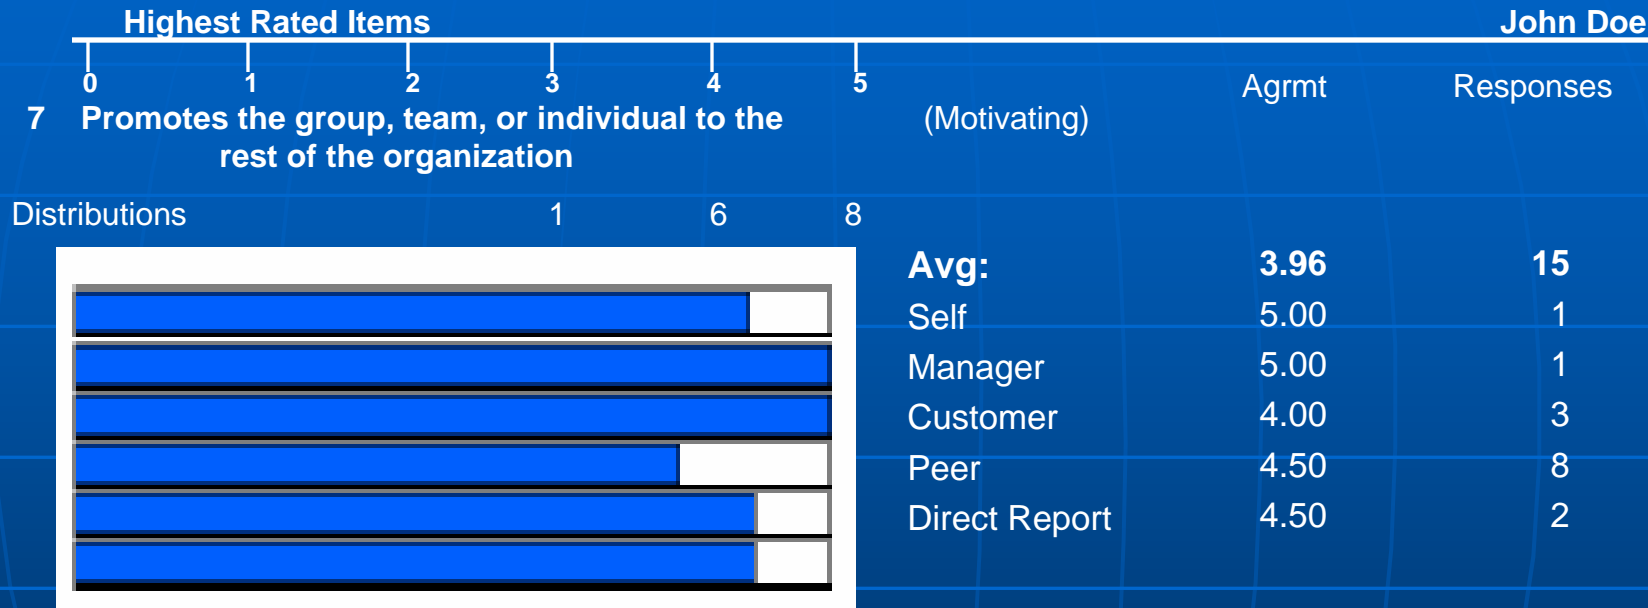 Highest Rated Items John Doe
0 1 2 3 4 5 Agrmt Responses
7 Promotes the group, team, or individual to the (Motivating)
rest of the organization
Distributions 1 6 8
Avg: 3.96 15
Self 5.00 1
Manager 5.00 1
Customer 4.00 3
Peer 4.50 8
Direct Report 4.50 2